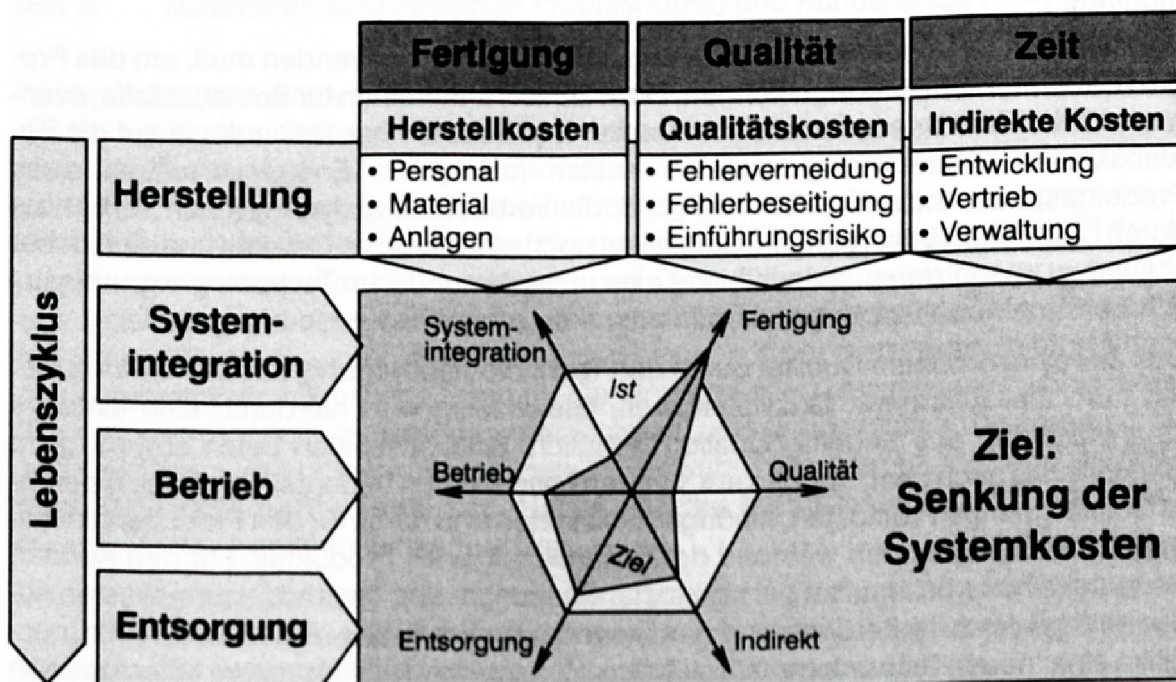 Fertigung
Qualität
Zeit
Herstellkosten
Qualitätskosten
Indirekte Kosten
Herstellung
• Personal
• Material
• Anlagen
• Fehlervermeidung
• Fehlerbeseitigung
• Einführungsrisiko
• Entwicklung
• Vertrieb
• Verwaltung
Lebenszyklus
System-
integration
Betrieb
Entsorgung
System-
integration
Fertigung
Ist
Betrieb
Qualität
Ziel
Entsorgung
Indirekt
Ziel:
Senkung der
Systemkosten